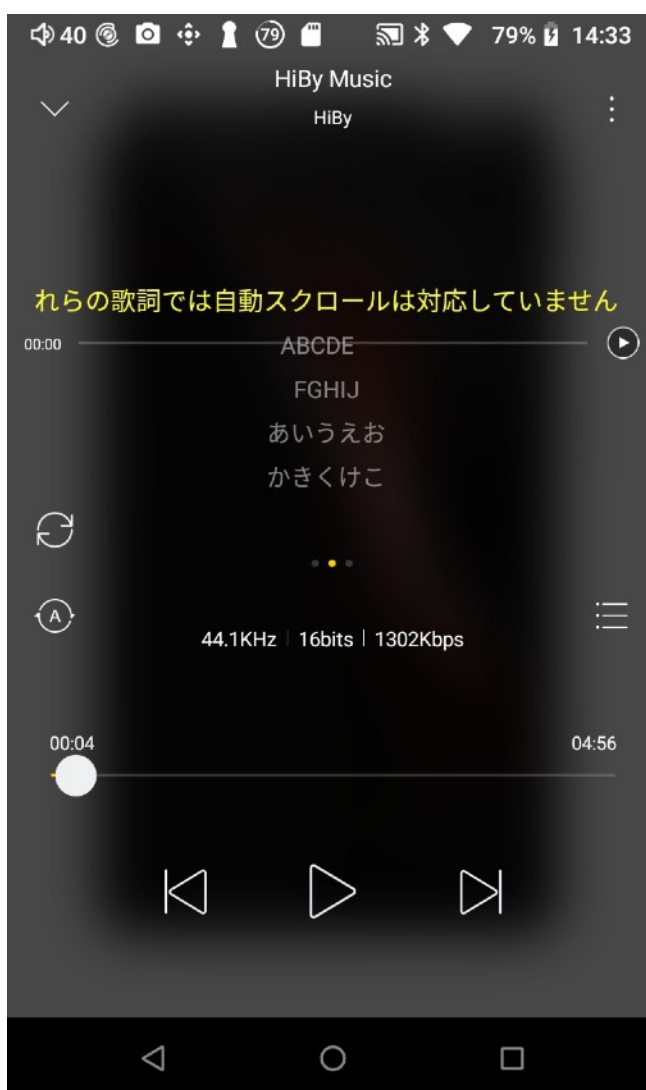 40 79 79% 14:33
HiBy Music
HiBy
れらの歌詞では自動スクロールは対応していません
00:00
ABCDE
FGHIJ
あいうえお
かきくけこ
A
44.1KHz | 16bits | 1302Kbps
00:04 04:56